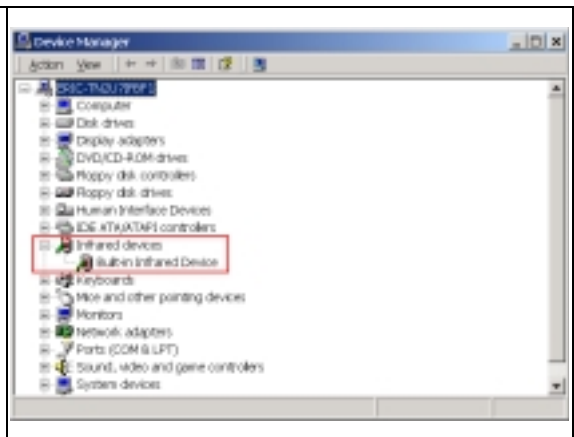 Device Manager
Action View
Computer
Disk drives
Display adapters
DVD/CD-ROM drives
Floppy disk controllers
Floppy disk drives
Human Interface Devices
IDE ATA/ATAPI controllers
Infrared devices
Built-in Infrared Device
Keyboards
Mice and other pointing devices
Monitors
Network adapters
Ports (COM & LPT)
Sound, video and game controllers
System devices